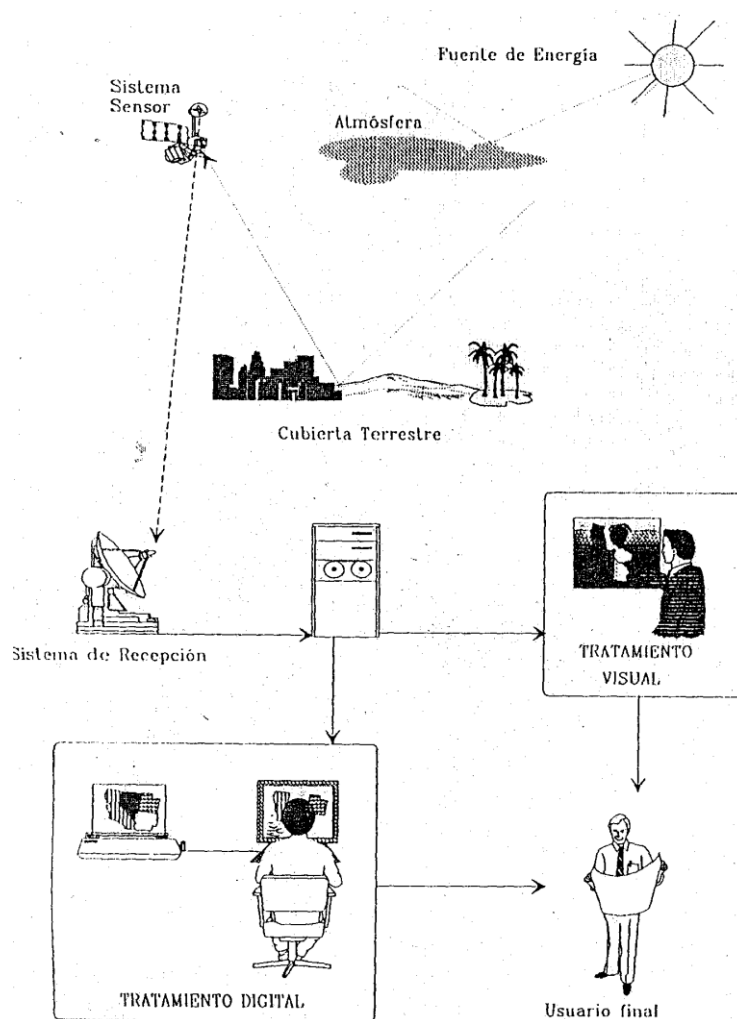 Fuente de Energía
Sistema
Sensor
Atmósfera
Cubierta Terrestre
Sistema de Recepción
TRATAMIENTO
VISUAL
TRATAMIENTO DIGITAL
Usuario final